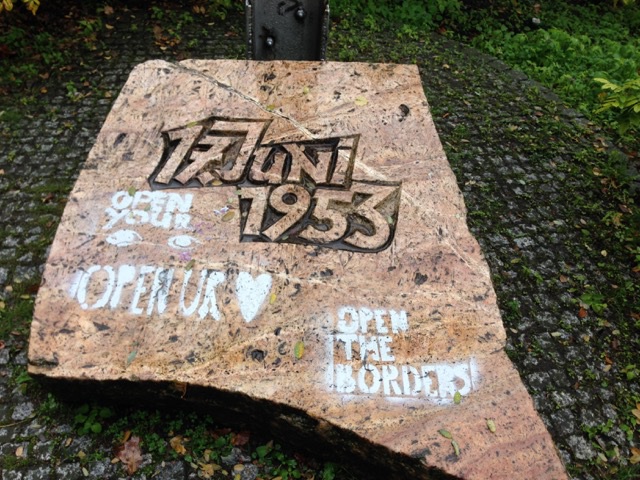 17. Juni
1953
OPEN
YOUR
OPEN UR
OPEN
THE
BORDERS!